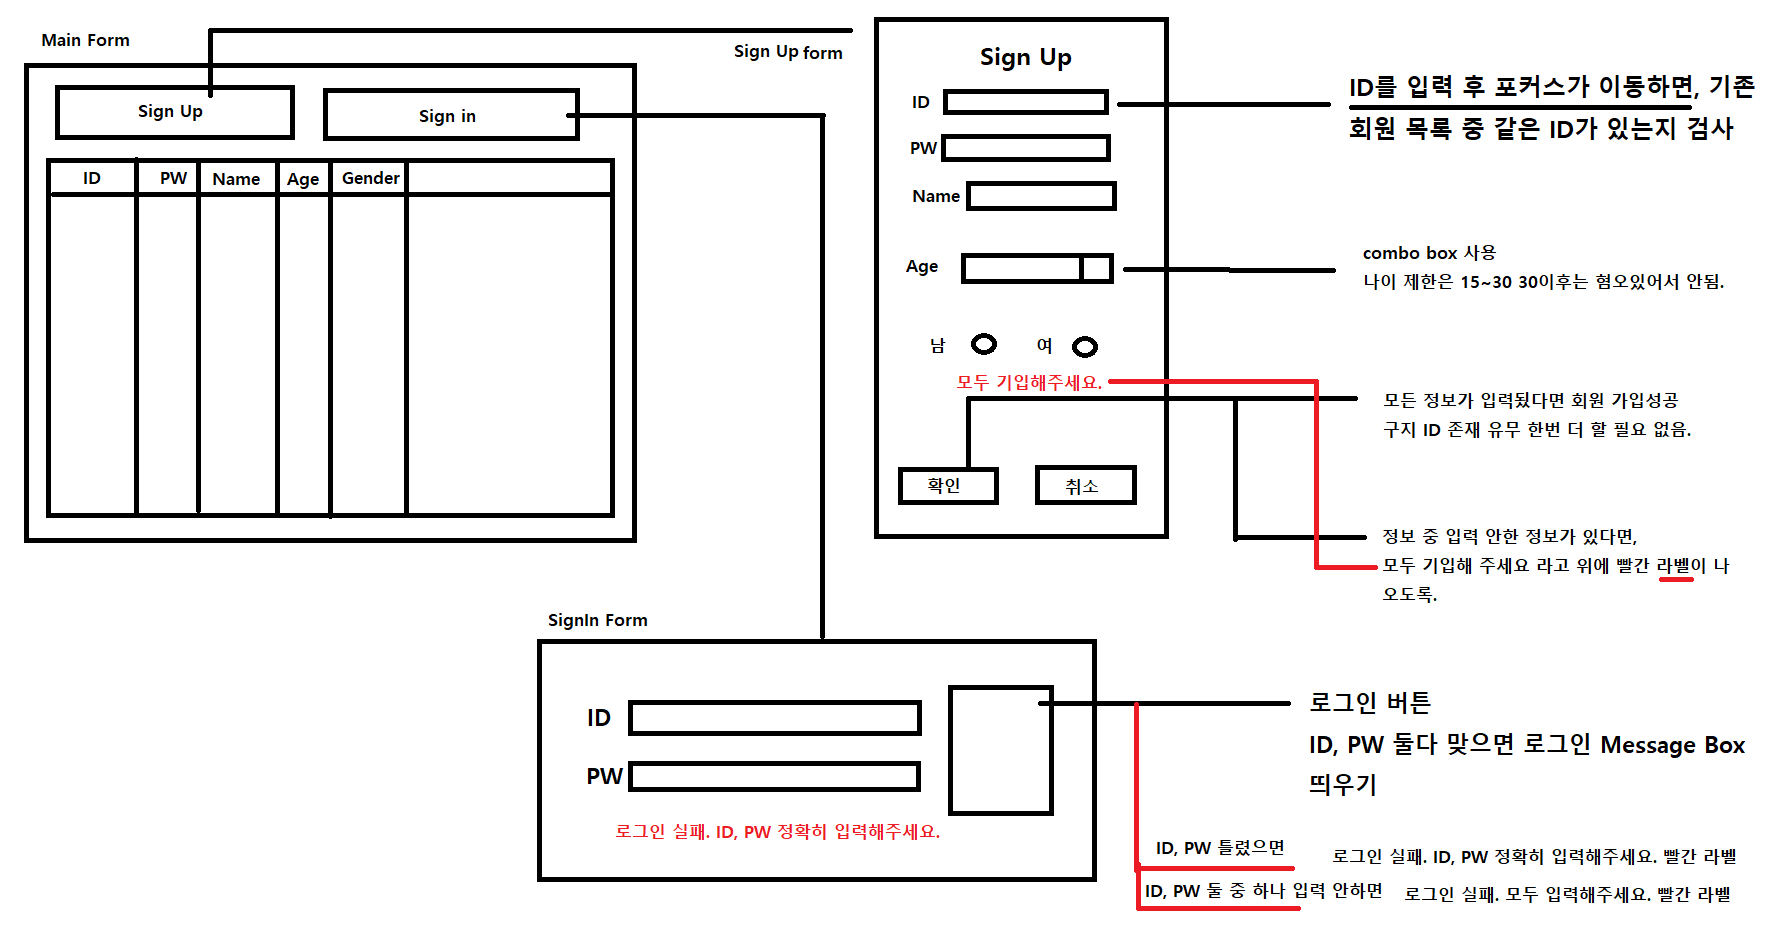 Main Form
Sign Up form
Sign Up
Sign in
ID PW Name Age Gender
Sign Up
ID
PW
Name
Age
남 여
모두 기입해주세요.
확인 취소
ID를 입력 후 포커스가 이동하면, 기존
회원 목록 중 같은 ID가 있는지 검사
combo box 사용
나이 제한은 15~30 30이후는 혐오있어서 안됨.
모든 정보가 입력됬다면 회원 가입성공
구지 ID 존재 유무 한번 더 할 필요 없음.
정보 중 입력 안한 정보가 있다면,
모두 기입해 주세요 라고 위에 빨간 라벨이 나
오도록.
SignIn Form
ID
PW
로그인 실패. ID, PW 정확히 입력해주세요.
로그인 버튼
ID, PW 둘다 맞으면 로그인 Message Box
띄우기
ID, PW 틀렸으면 로그인 실패. ID, PW 정확히 입력해주세요. 빨간 라벨
ID, PW 둘 중 하나 입력 안하면 로그인 실패. 모두 입력해주세요. 빨간 라벨